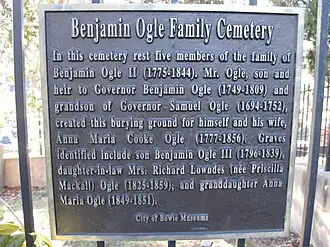 Benjamin Ogle Family Cemetery
In this cemetery rest five members of the family of
Benjamin Ogle II (1775-1844). Mr. Ogle, son and
heir to Governor Benjamin Ogle (1749-1809) and
grandson of Governor Samuel Ogle (1694-1752),
created this burying ground for himself and his wife,
Anna Maria Cooke Ogle (1777-1856). Graves
identified include son Benjamin Ogle III (1796-1839),
daughter-in-law Mrs. Richard Lowndes (née Priscilla
Mackall) Ogle (1825-1859); and granddaughter Anna
Maria Ogle (1849-1851).
City of Bowie Museums